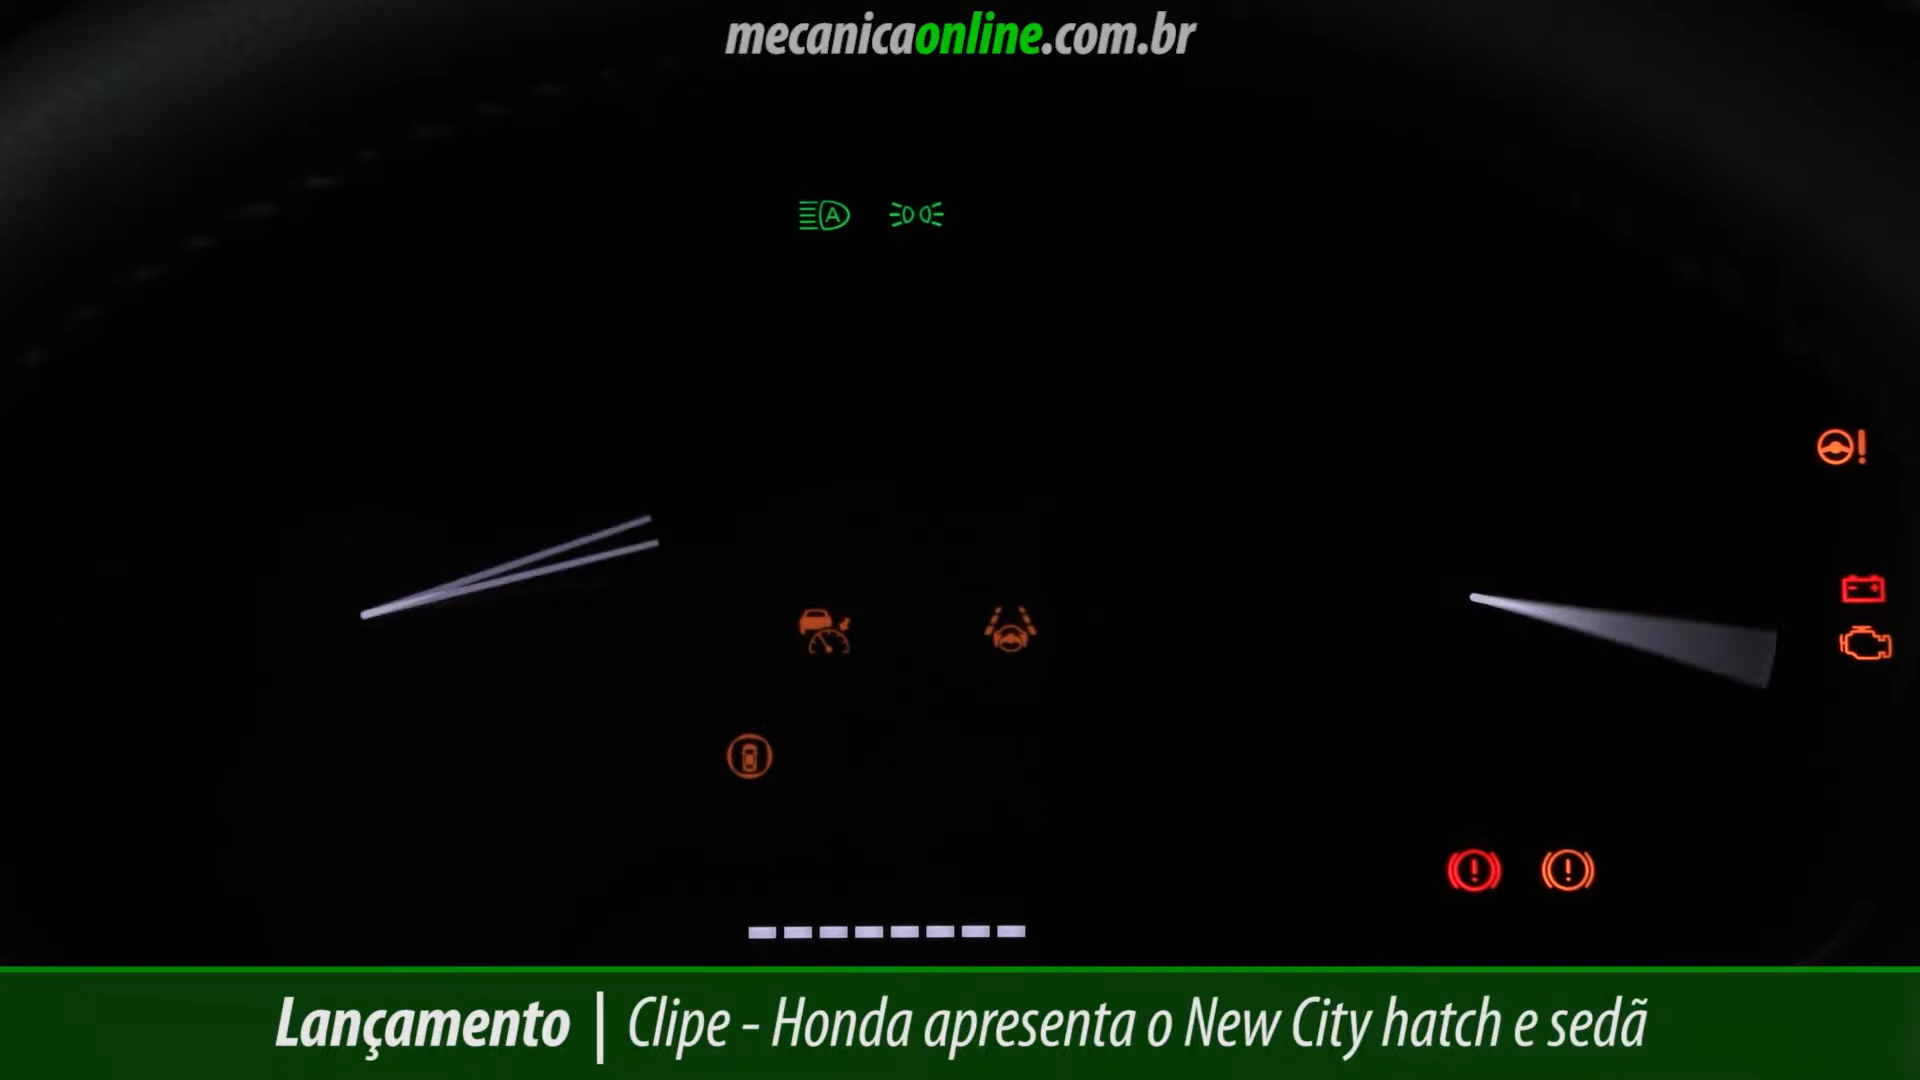 mecanicaonline.com.br
A
Lançamento | Clipe - Honda apresenta o New City hatch e sedã